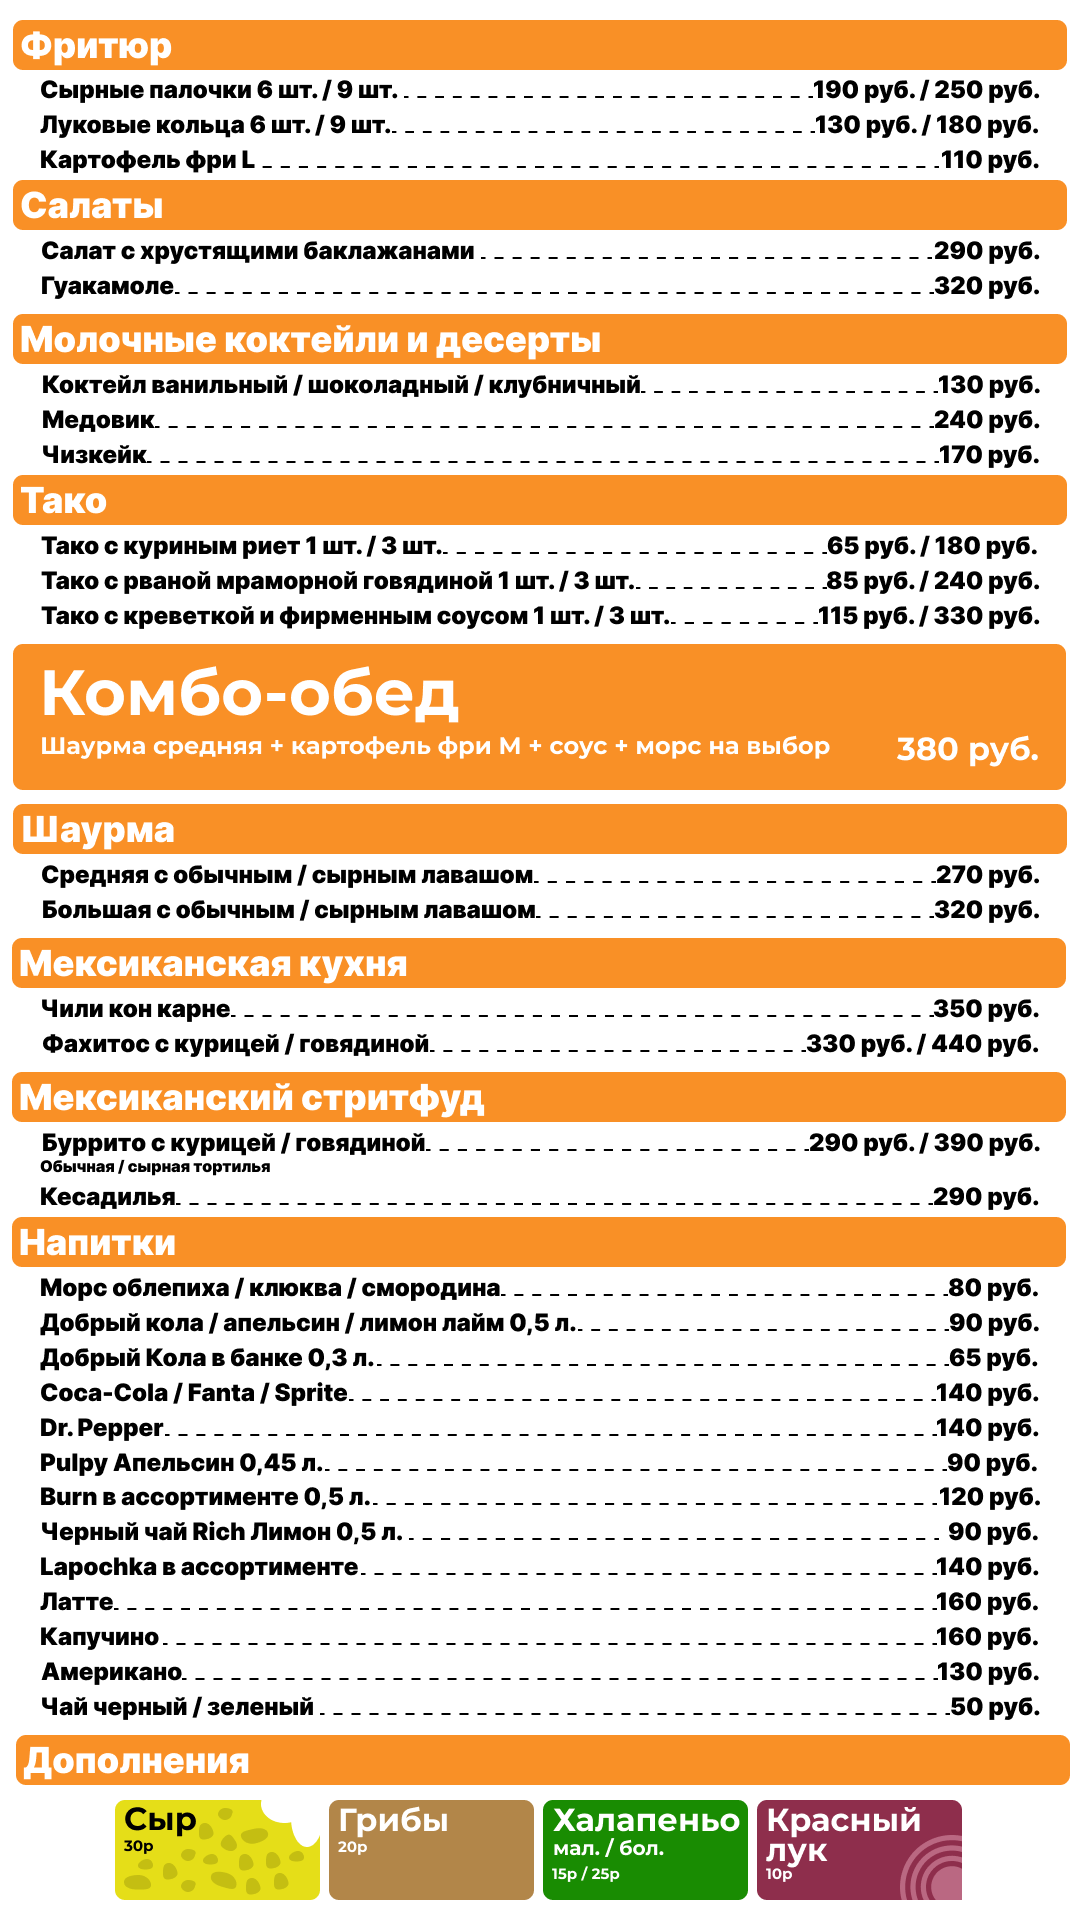 Фритюр
Сырные палочки 6 шт. / 9 шт. 190 руб. / 250 руб.
Луковые кольца 6 шт. / 9 шт. 130 руб. / 180 руб.
Картофель фри L 110 руб.
Салаты
Салат с хрустящими баклажанами 290 руб.
Гуакамоле 320 руб.
Молочные коктейли и десерты
Коктейл ванильный / шоколадный / клубничный 130 руб.
Медовик 240 руб.
Чизкейк 170 руб.
Тако
Тако с куриным риет 1 шт. / 3 шт. 65 руб. / 180 руб.
Тако с рваной мраморной говядиной 1 шт. / 3 шт. 85 руб. / 240 руб.
Тако с креветкой и фирменным соусом 1 шт. / 3 шт. 115 руб. / 330 руб.
Комбо-обед
Шаурма средняя + картофель фри М + соус + морс на выбор 380 руб.
Шаурма
Средняя с обычным / сырным лавашом 270 руб.
Большая с обычным / сырным лавашом 320 руб.
Мексиканская кухня
Чили кон карне 350 руб.
Фахитос с курицей / говядиной 330 руб. / 440 руб.
Мексиканский стритфуд
Буррито с курицей / говядиной 290 руб. / 390 руб.
Обычная / сырная тортилья
Кесадилья 290 руб.
Напитки
Морс облепиха / клюква / смородина 80 руб.
Добрый кола / апельсин / лимон лайм 0,5 л. 90 руб.
Добрый Кола в банке 0,3 л. 65 руб.
Coca-Cola / Fanta / Sprite 140 руб.
Dr. Pepper 140 руб.
Pulpy Апельсин 0,45 л. 90 руб.
Burn в ассортименте 0,5 л. 120 руб.
Черный чай Rich Лимон 0,5 л. 90 руб.
Lapochka в ассортименте 140 руб.
Латте 160 руб.
Капучино 160 руб.
Американо 130 руб.
Чай черный / зеленый 50 руб.
Дополнения
Сыр
30р
Грибы
20р
Халапеньо
мал. / бол.
15р / 25р
Красный
лук
10р